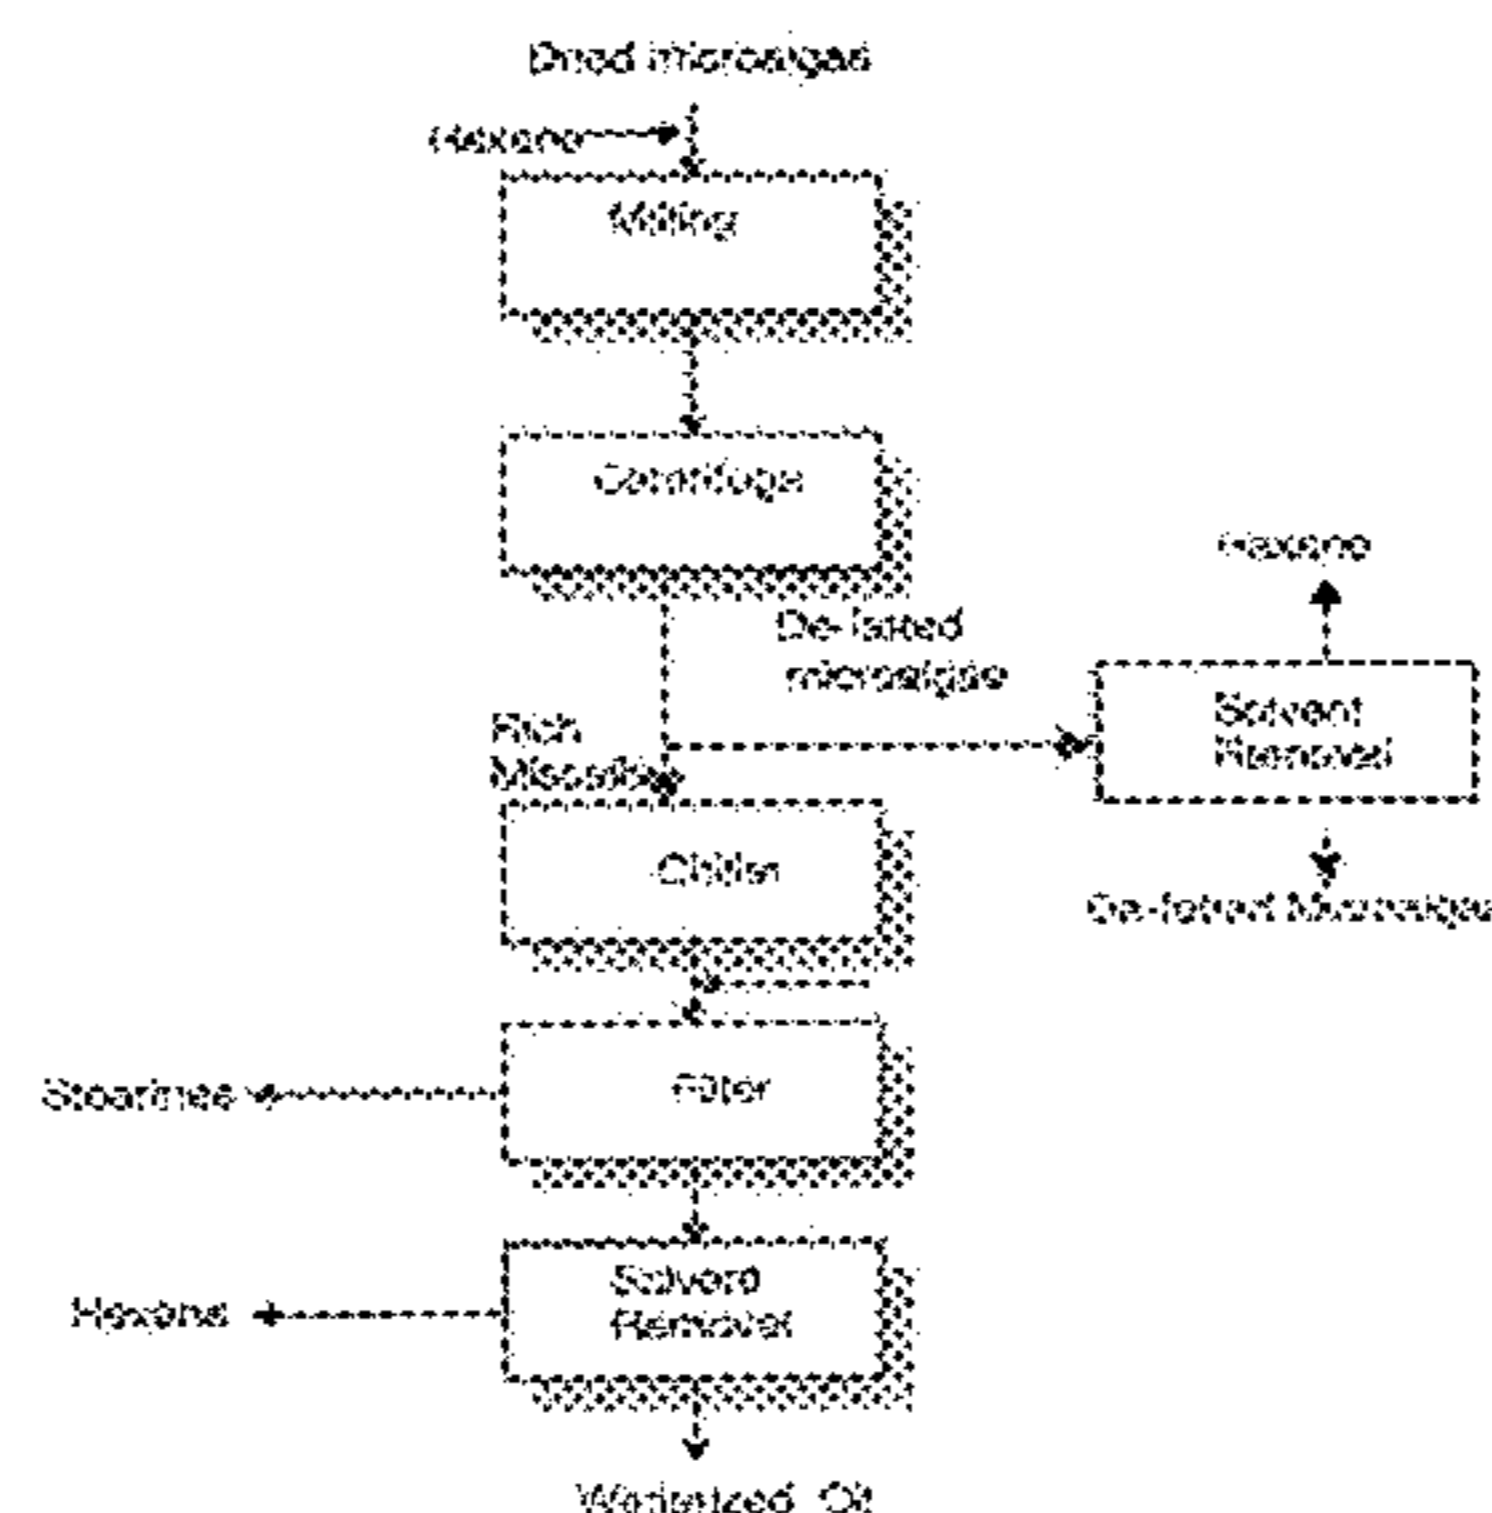 Dried microalgae
Hexane
Milling
Centrifuge
Hexane
De-fatted
microalgae
Solvent
Removal
Rich
Miscella
Chiller
De-fatted Microalgae
Filter
Stearines
Solvent
Removal
Hexane
Winterized Oil